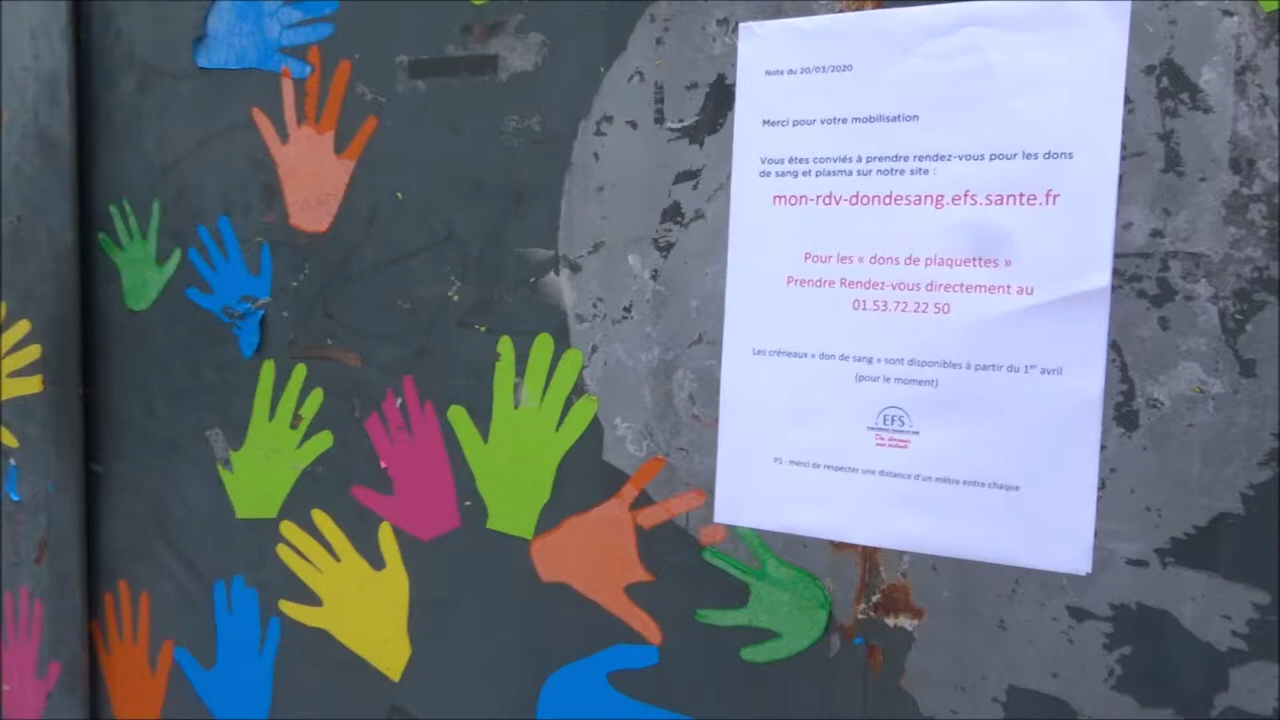 Note du 20/03/2020
Merci pour votre mobilisation
Vous êtes conviés à prendre rendez-vous pour les dons
de sang et plasma sur notre site :
mon-rdv-dondesang.efs.sante.fr
Pour les « dons de plaquettes »
Prendre Rendez-vous directement au
01.53.72.22 50
Les créneaux « don de sang » sont disponibles à partir du 1er avril
(pour le moment)
EFS
PS : merci de respecter une distance d'un mètre entre chaque